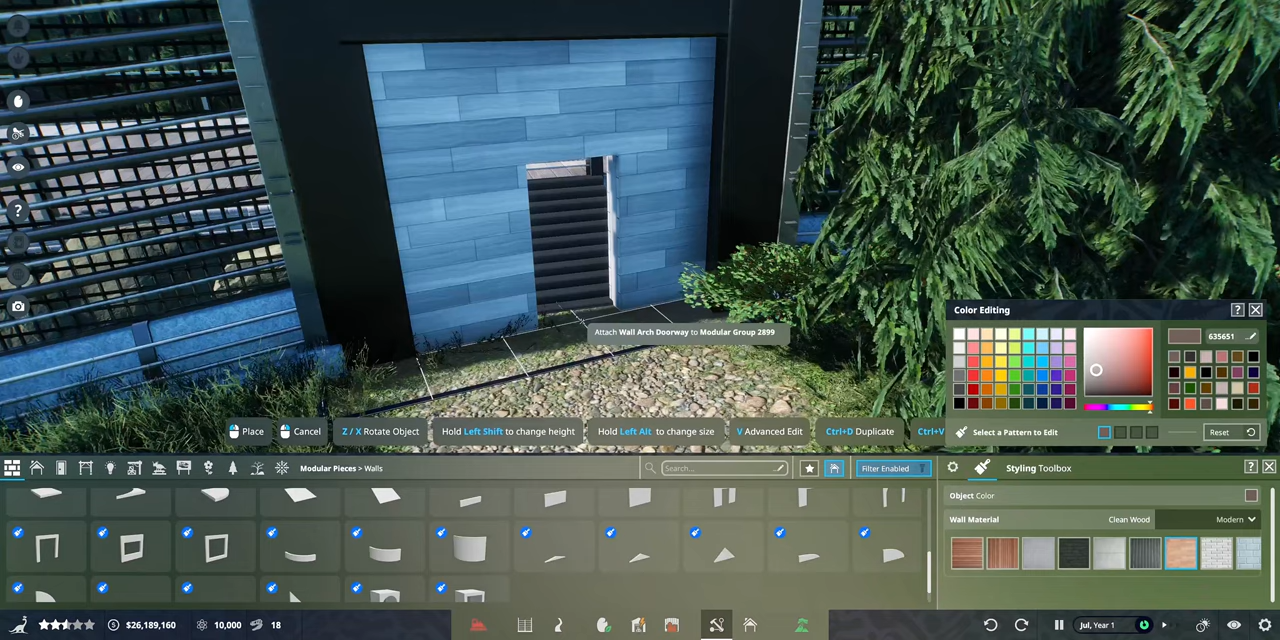 Attach Wall Arch Doorway to Modular Group 2899
Color Editing
?
635651
Select a Pattern to Edit
Reset
Place
Cancel
Z / X Rotate Object
Hold Left Shift to change height
Hold Left Alt to change size
V Advanced Edit
Ctrl+D Duplicate
Ctrl+V
Modular Pieces > Walls
Search...
Filter Enabled
Styling Toolbox
?
Object Color
Wall Material
Clean Wood
Modern
?
$26,189,160
10,000
18
Jul, Year 1